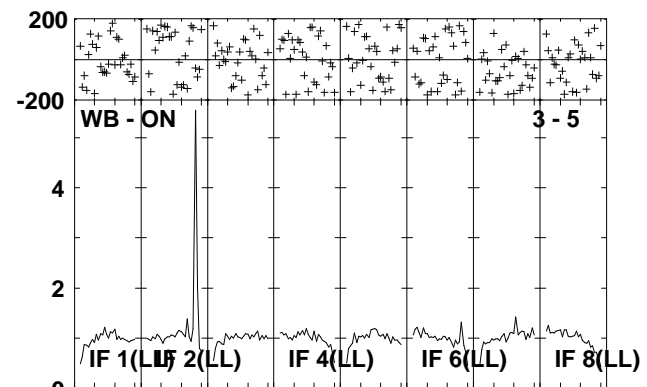 200
-200
WB - ON 3 - 5
4
2
IF 1(LL) IF 2(LL) IF 4(LL) IF 6(LL) IF 8(LL)
0